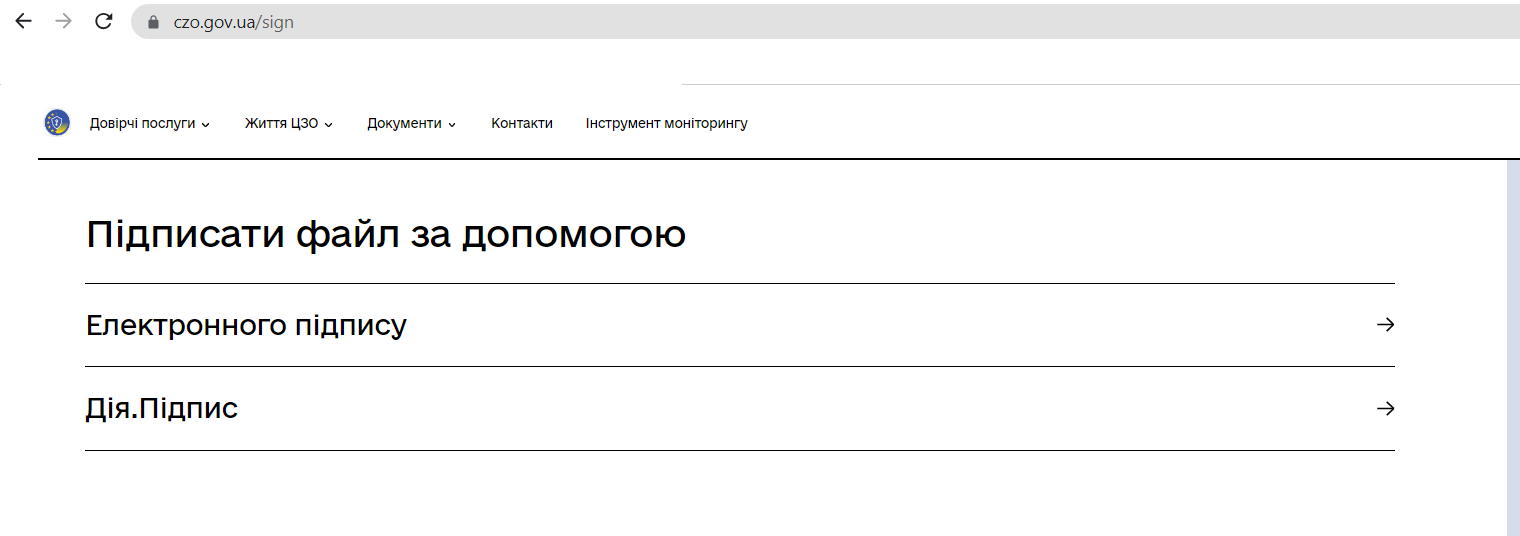 czo.gov.ua/sign
Довірчі послуги Життя ЦЗО Документи Контакти Інструмент моніторингу
Підписати файл за допомогою
Електронного підпису
Дія.Підпис